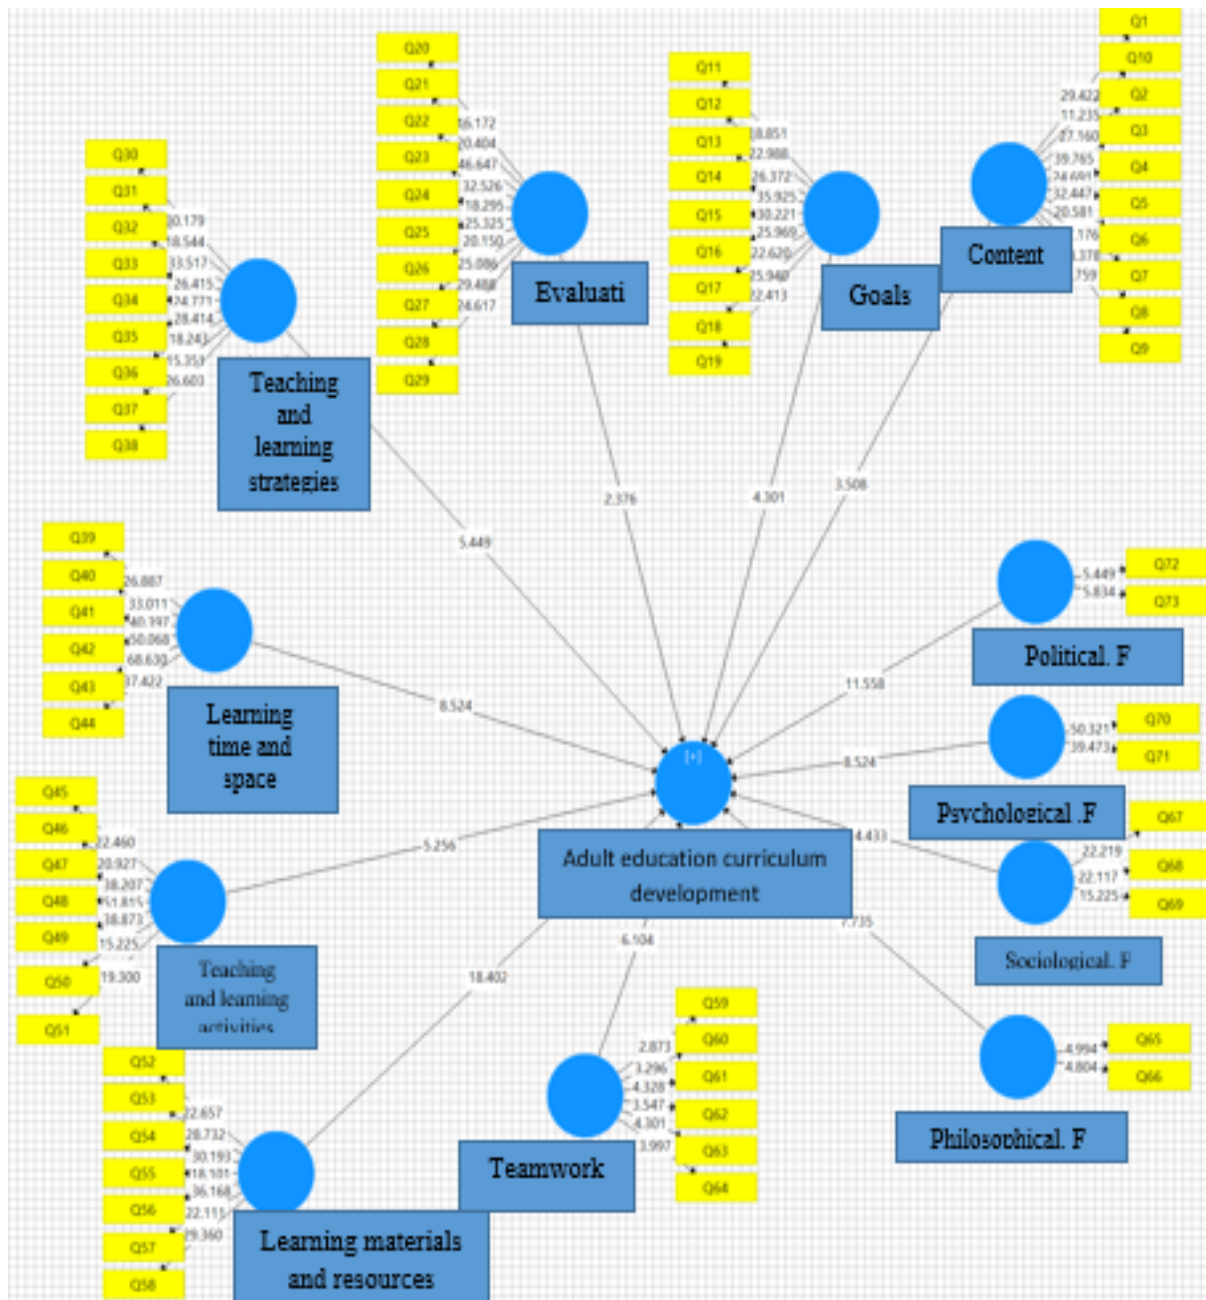 Q20
Q21
Q22
Q23
Q24
Q25
Q26
Q27
Q28
Q29
20.404
46.647
32.526
18.295
25.325
20.150
25.086
29.488
24.617
Evaluati
Q11
Q12
Q13
Q14
Q15
Q16
Q17
Q18
Q19
18.851
22.988
26.372
35.925
30.221
25.969
22.620
25.940
22.413
Goals
Q1
Q10
Q2
Q3
Q4
Q5
Q6
Q7
Q8
Q9
29.422
11.235
27.160
39.765
24.691
32.447
20.581
.176
.378
.759
Content
Q30
Q31
Q32
Q33
Q34
Q35
Q36
Q37
Q38
30.179
18.544
33.517
26.415
24.771
28.414
18.243
15.351
26.603
Teaching
and
learning
strategies
2.376
4.301
3.508
5.449
Q39
Q40
Q41
Q42
Q43
Q44
26.887
33.011
40.197
50.068
68.630
37.422
Learning
time and
space
8.524
Q72
Q73
5.449
5.834
Political. F
11.558
Q70
Q71
50.321
39.473
Psychological .F
8.524
Q67
Q68
Q69
22.219
22.117
15.225
Sociological. F
4.433
[+]
Adult education curriculum
development
Q45
Q46
Q47
Q48
Q49
Q50
Q51
22.460
20.927
38.207
51.815
38.873
15.225
19.300
Teaching
and learning
activities
5.256
Q52
Q53
Q54
Q55
Q56
Q57
Q58
22.657
28.732
30.193
18.101
36.168
22.115
29.360
Learning materials
and resources
18.402
6.104
Q59
Q60
Q61
Q62
Q63
Q64
2.873
3.296
4.328
3.547
4.301
3.997
Teamwork
7.735
Q65
Q66
4.994
4.804
Philosophical. F